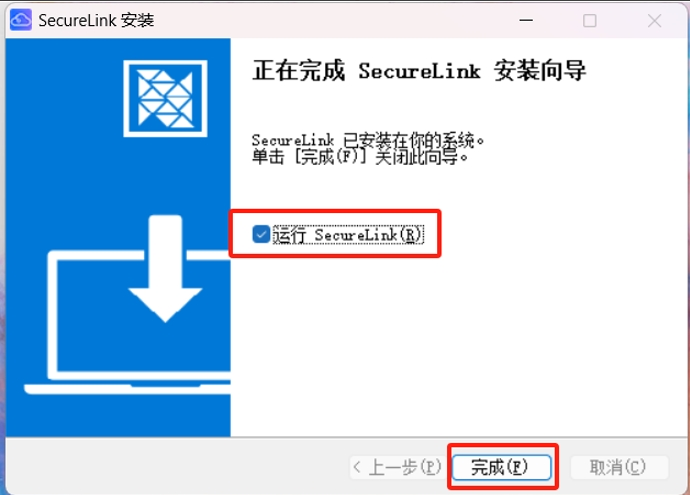 SecureLink 安装
正在完成 SecureLink 安装向导
SecureLink 已安装在你的系统。
单击 [完成(F)] 关闭此向导。
运行 SecureLink(R)
< 上一步(P)
完成(F)
取消(C)